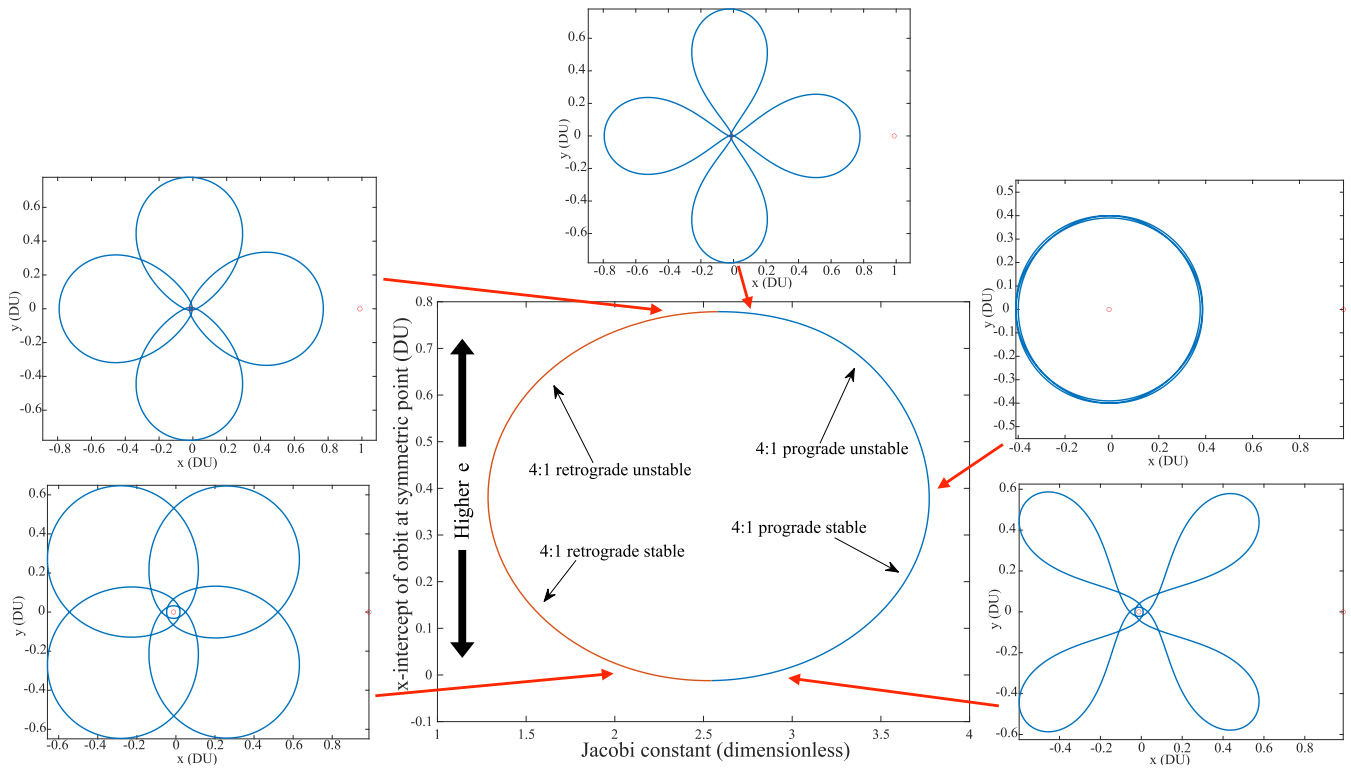 0.6
0.4
0.2
0
-0.2
-0.4
-0.6
y (DU)
-0.8 -0.6 -0.4 -0.2 0 0.2 0.4 0.6 0.8 1
x (DU)
0.6
0.4
0.2
0
-0.2
-0.4
-0.6
y (DU)
-0.8 -0.6 -0.4 -0.2 0 0.2 0.4 0.6 0.8 1
x (DU)
0.5
0.4
0.3
0.2
0.1
0
-0.1
-0.2
-0.3
-0.4
-0.5
y (DU)
-0.4 -0.2 0 0.2 0.4 0.6 0.8
x (DU)
0.8
0.7
0.6
0.5
0.4
0.3
0.2
0.1
0
-0.1
x-intercept of orbit at symmetric point (DU)
Higher e
4:1 prograde unstable
4:1 retrograde unstable
4:1 prograde stable
4:1 retrograde stable
1 1.5 2 2.5 3 3.5 4
Jacobi constant (dimensionless)
0.6
0.4
0.2
0
-0.2
-0.4
-0.6
y (DU)
-0.6 -0.4 -0.2 0 0.2 0.4 0.6 0.8
x (DU)
0.6
0.4
0.2
0
-0.2
-0.4
-0.6
y (DU)
-0.4 -0.2 0 0.2 0.4 0.6 0.8
x (DU)